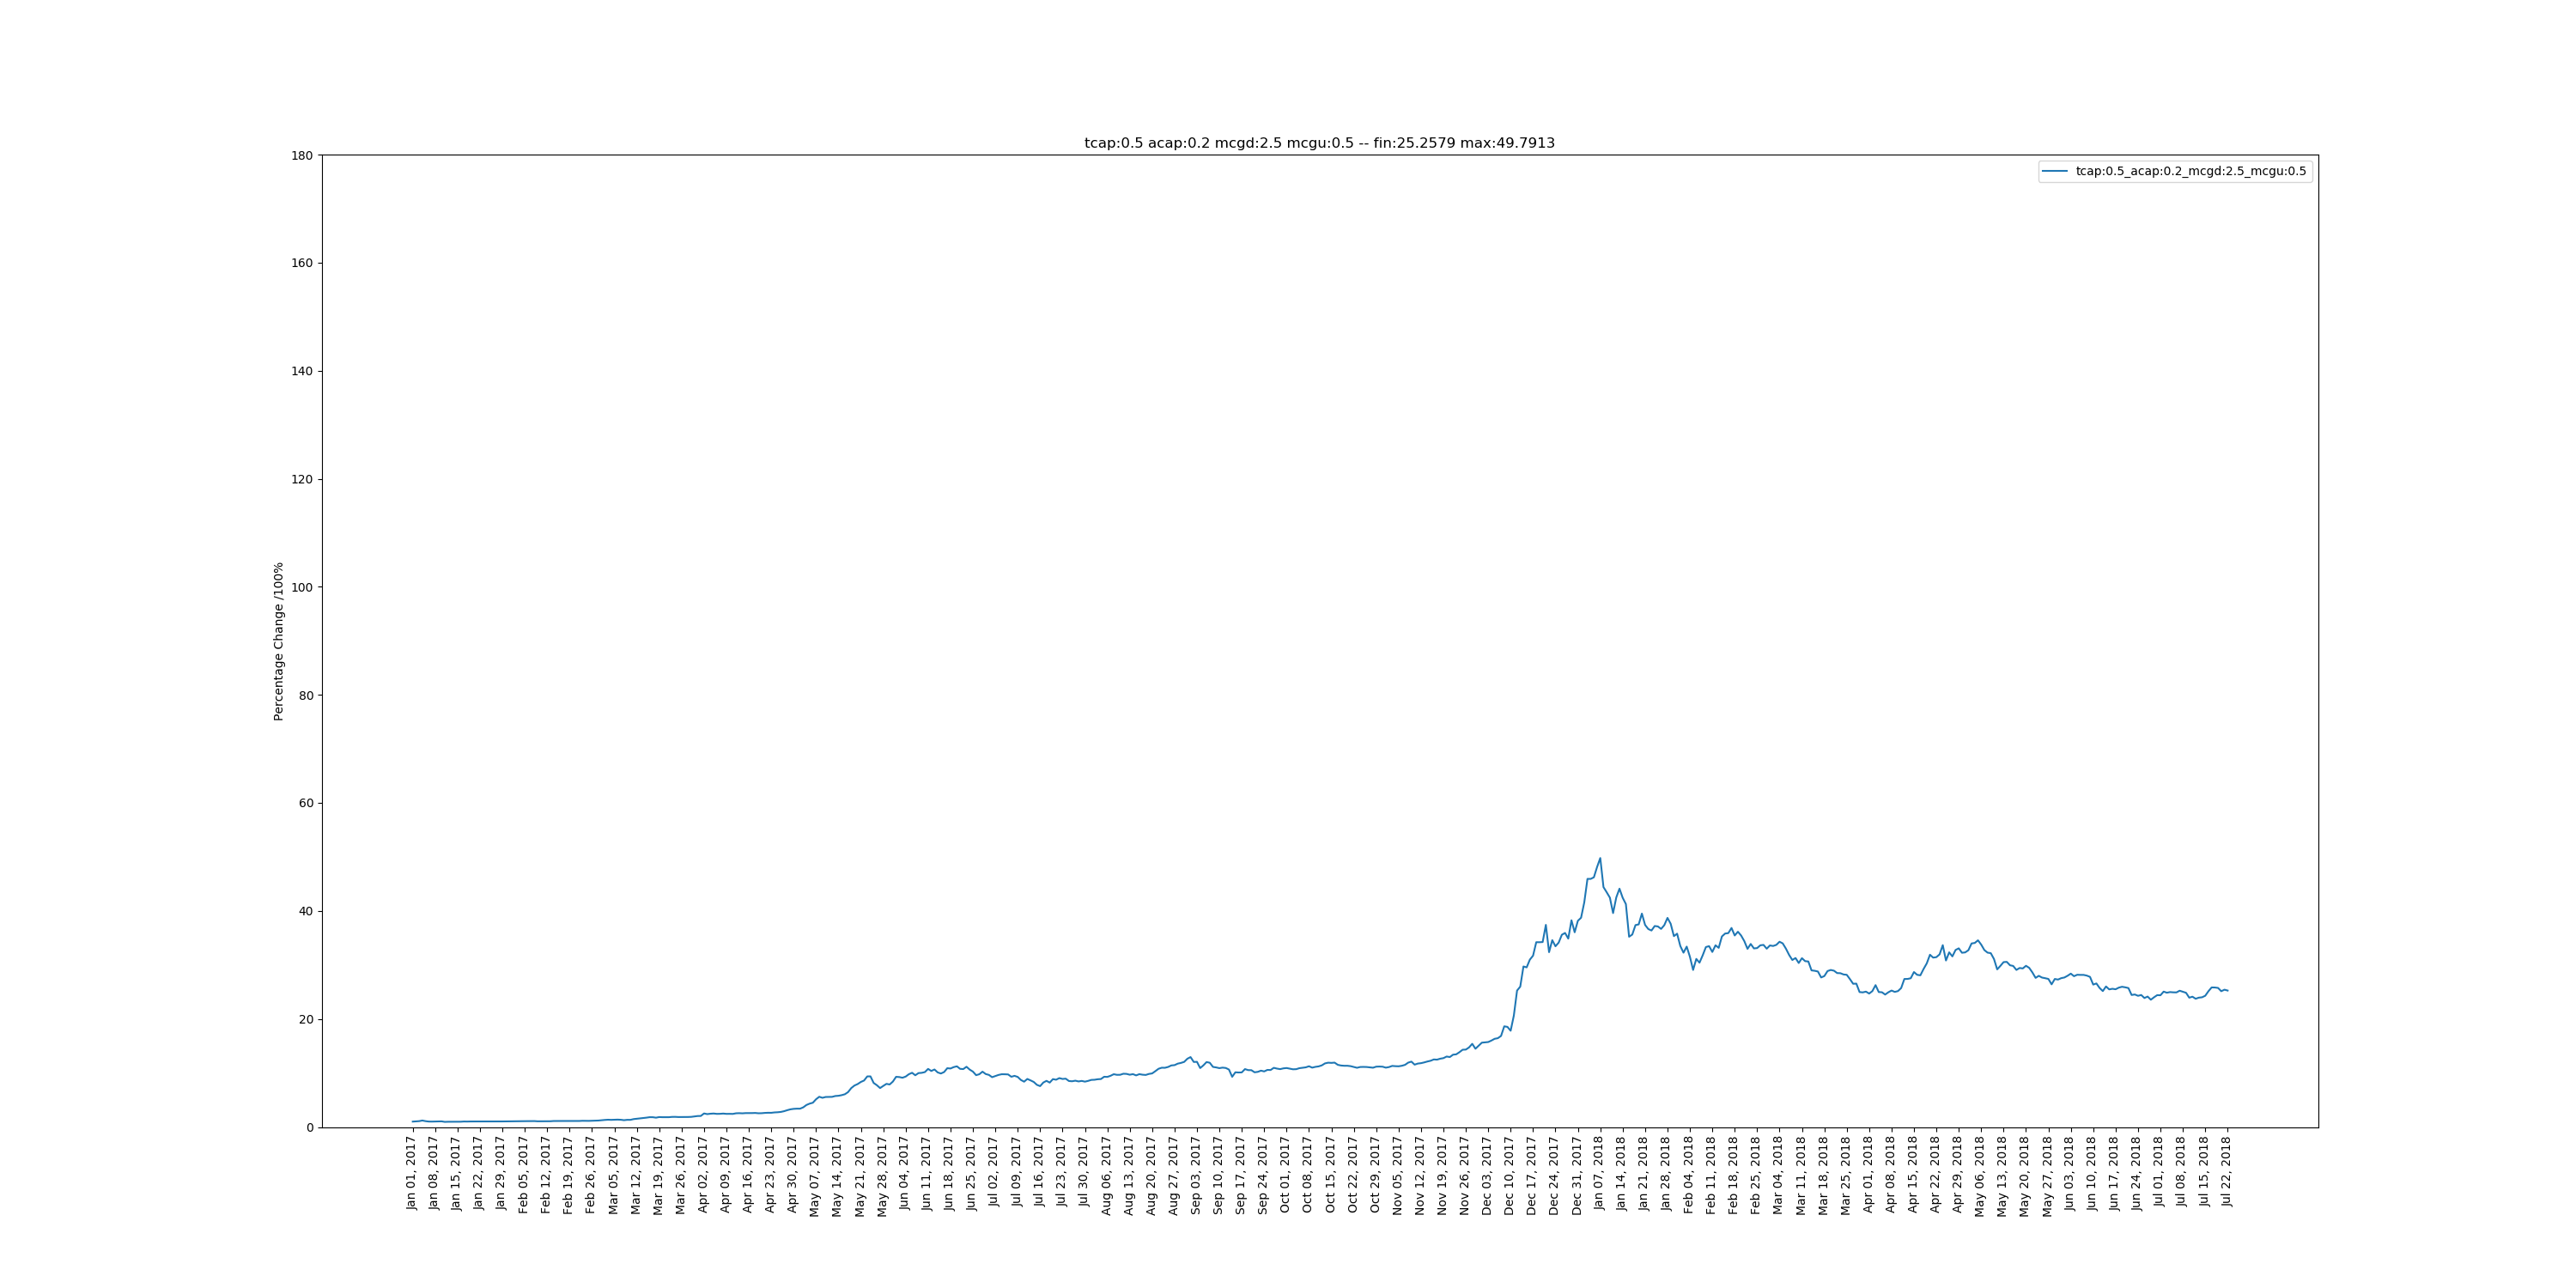 tcap:0.5 acap:0.2 mcgd:2.5 mcgu:0.5 -- fin:25.2579 max:49.7913
tcap:0.5_acap:0.2_mcgd:2.5_mcgu:0.5
180
160
140
120
100
80
60
40
20
0
Percentage Change /100%
Jan 01, 2017
Jan 08, 2017
Jan 15, 2017
Jan 22, 2017
Jan 29, 2017
Feb 05, 2017
Feb 12, 2017
Feb 19, 2017
Feb 26, 2017
Mar 05, 2017
Mar 12, 2017
Mar 19, 2017
Mar 26, 2017
Apr 02, 2017
Apr 09, 2017
Apr 16, 2017
Apr 23, 2017
Apr 30, 2017
May 07, 2017
May 14, 2017
May 21, 2017
May 28, 2017
Jun 04, 2017
Jun 11, 2017
Jun 18, 2017
Jun 25, 2017
Jul 02, 2017
Jul 09, 2017
Jul 16, 2017
Jul 23, 2017
Jul 30, 2017
Aug 06, 2017
Aug 13, 2017
Aug 20, 2017
Aug 27, 2017
Sep 03, 2017
Sep 10, 2017
Sep 17, 2017
Sep 24, 2017
Oct 01, 2017
Oct 08, 2017
Oct 15, 2017
Oct 22, 2017
Oct 29, 2017
Nov 05, 2017
Nov 12, 2017
Nov 19, 2017
Nov 26, 2017
Dec 03, 2017
Dec 10, 2017
Dec 17, 2017
Dec 24, 2017
Dec 31, 2017
Jan 07, 2018
Jan 14, 2018
Jan 21, 2018
Jan 28, 2018
Feb 04, 2018
Feb 11, 2018
Feb 18, 2018
Feb 25, 2018
Mar 04, 2018
Mar 11, 2018
Mar 18, 2018
Mar 25, 2018
Apr 01, 2018
Apr 08, 2018
Apr 15, 2018
Apr 22, 2018
Apr 29, 2018
May 06, 2018
May 13, 2018
May 20, 2018
May 27, 2018
Jun 03, 2018
Jun 10, 2018
Jun 17, 2018
Jun 24, 2018
Jul 01, 2018
Jul 08, 2018
Jul 15, 2018
Jul 22, 2018